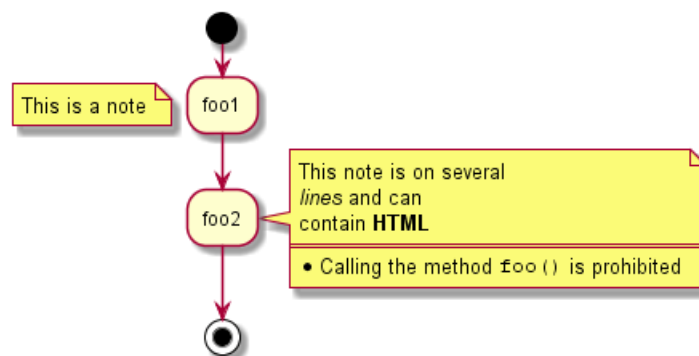 This is a note
foo1
foo2
This note is on several
lines and can
contain HTML
• Calling the method foo() is prohibited